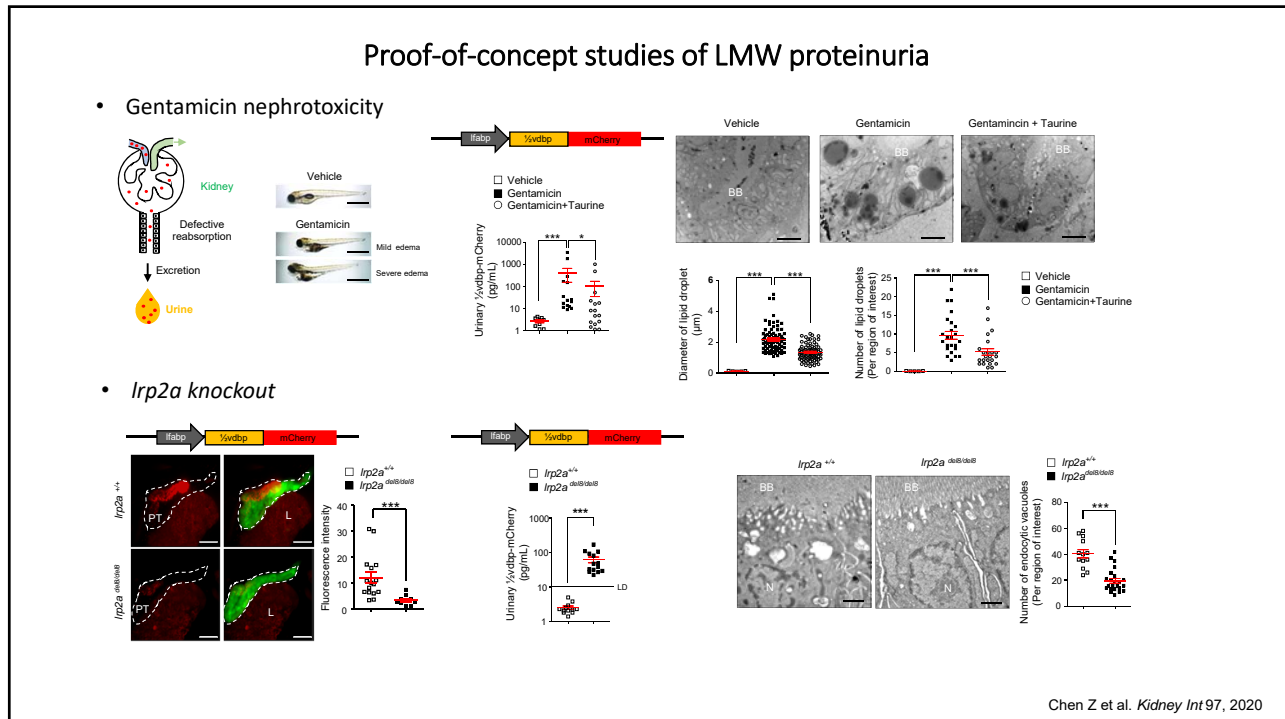 Proof-of-concept studies of LMW proteinuria
• Gentamicin nephrotoxicity
Kidney
Defective
reabsorption
Excretion
Urine
Vehicle
Gentamicin
Mild edema
Severe edema
lfabp
½vdbp
mCherry
Vehicle
Gentamicin
Gentamicin+Taurine
Urinary ½vdbp-mCherry
(pg/mL)
10000
1000
100
10
1
***
*
Vehicle
Gentamicin
Gentamincin + Taurine
BB
BB
BB
Diameter of lipid droplet
(µm)
6
4
2
0
***
***
Number of lipid droplets
(Per region of interest)
25
20
15
10
5
0
***
***
Vehicle
Gentamicin
Gentamicin+Taurine
• lrp2a knockout
lfabp
½vdbp
mCherry
lrp2a+/+
lrp2a del8/del8
PT
L
PT
L
lrp2a+/+
lrp2a del8/del8
Fluorescence intensity
40
30
20
10
0
***
lfabp
½vdbp
mCherry
lrp2a+/+
lrp2a del8/del8
Urinary ½vdbp-mCherry
(pg/mL)
1000
100
10
1
***
LD
lrp2a +/+
lrp2a del8/del8
BB
N
BB
N
lrp2a+/+
lrp2a del8/del8
Number of endocytic vacuoles
(Per region of interest)
80
60
40
20
0
***
Chen Z et al. Kidney Int 97, 2020